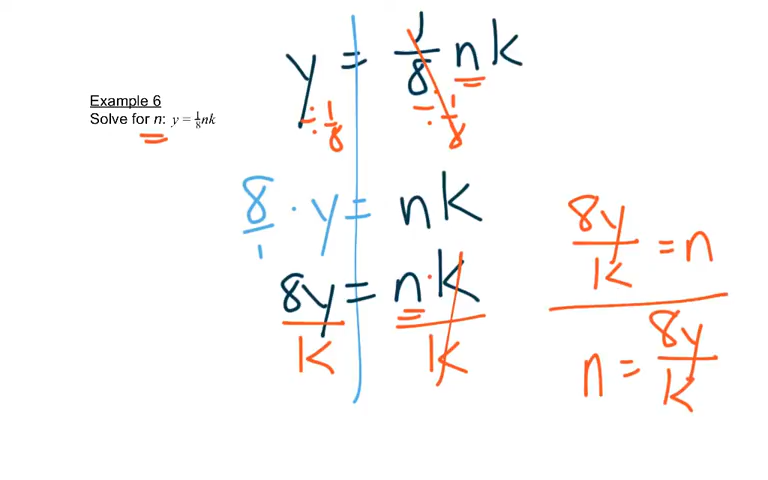 Example 6
Solve for n: y = 1/8 nk
y = 1/8 nk
÷ 1/8 ÷ 1/8
8/1 · y = nk
8y = n · k
k k
8y/k = n
n = 8y/k